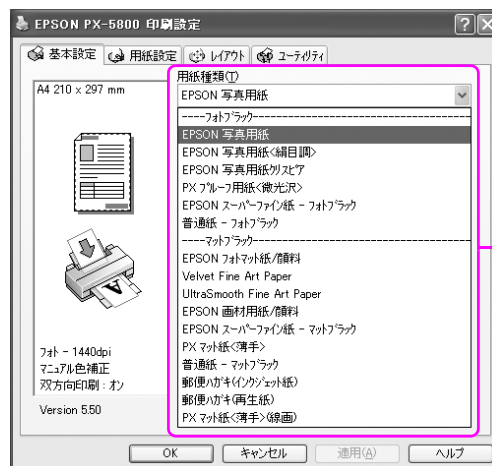 EPSON PX-5800 印刷設定
基本設定 用紙設定 レイアウト ユーティリティ
A4 210 x 297 mm
用紙種類(T)
EPSON 写真用紙
----フォトブラック----
EPSON 写真用紙
EPSON 写真用紙<絹目調>
EPSON 写真用紙クリスピア
PX プルーフ用紙<微光沢>
EPSON スーパーファイン紙 - フォトブラック
普通紙 - フォトブラック
----マットブラック----
EPSON フォトマット紙/顔料
Velvet Fine Art Paper
UltraSmooth Fine Art Paper
EPSON 画材用紙/顔料
EPSON スーパーファイン紙 - マットブラック
PX マット紙<薄手>
普通紙 - マットブラック
郵便ハガキ(インクジェット紙)
郵便ハガキ(再生紙)
PX マット紙<薄手>(線画)
フォト - 1440dpi
マニュアル色補正
双方向印刷 : オン
Version 5.50
OK キャンセル 適用(A) ヘルプ